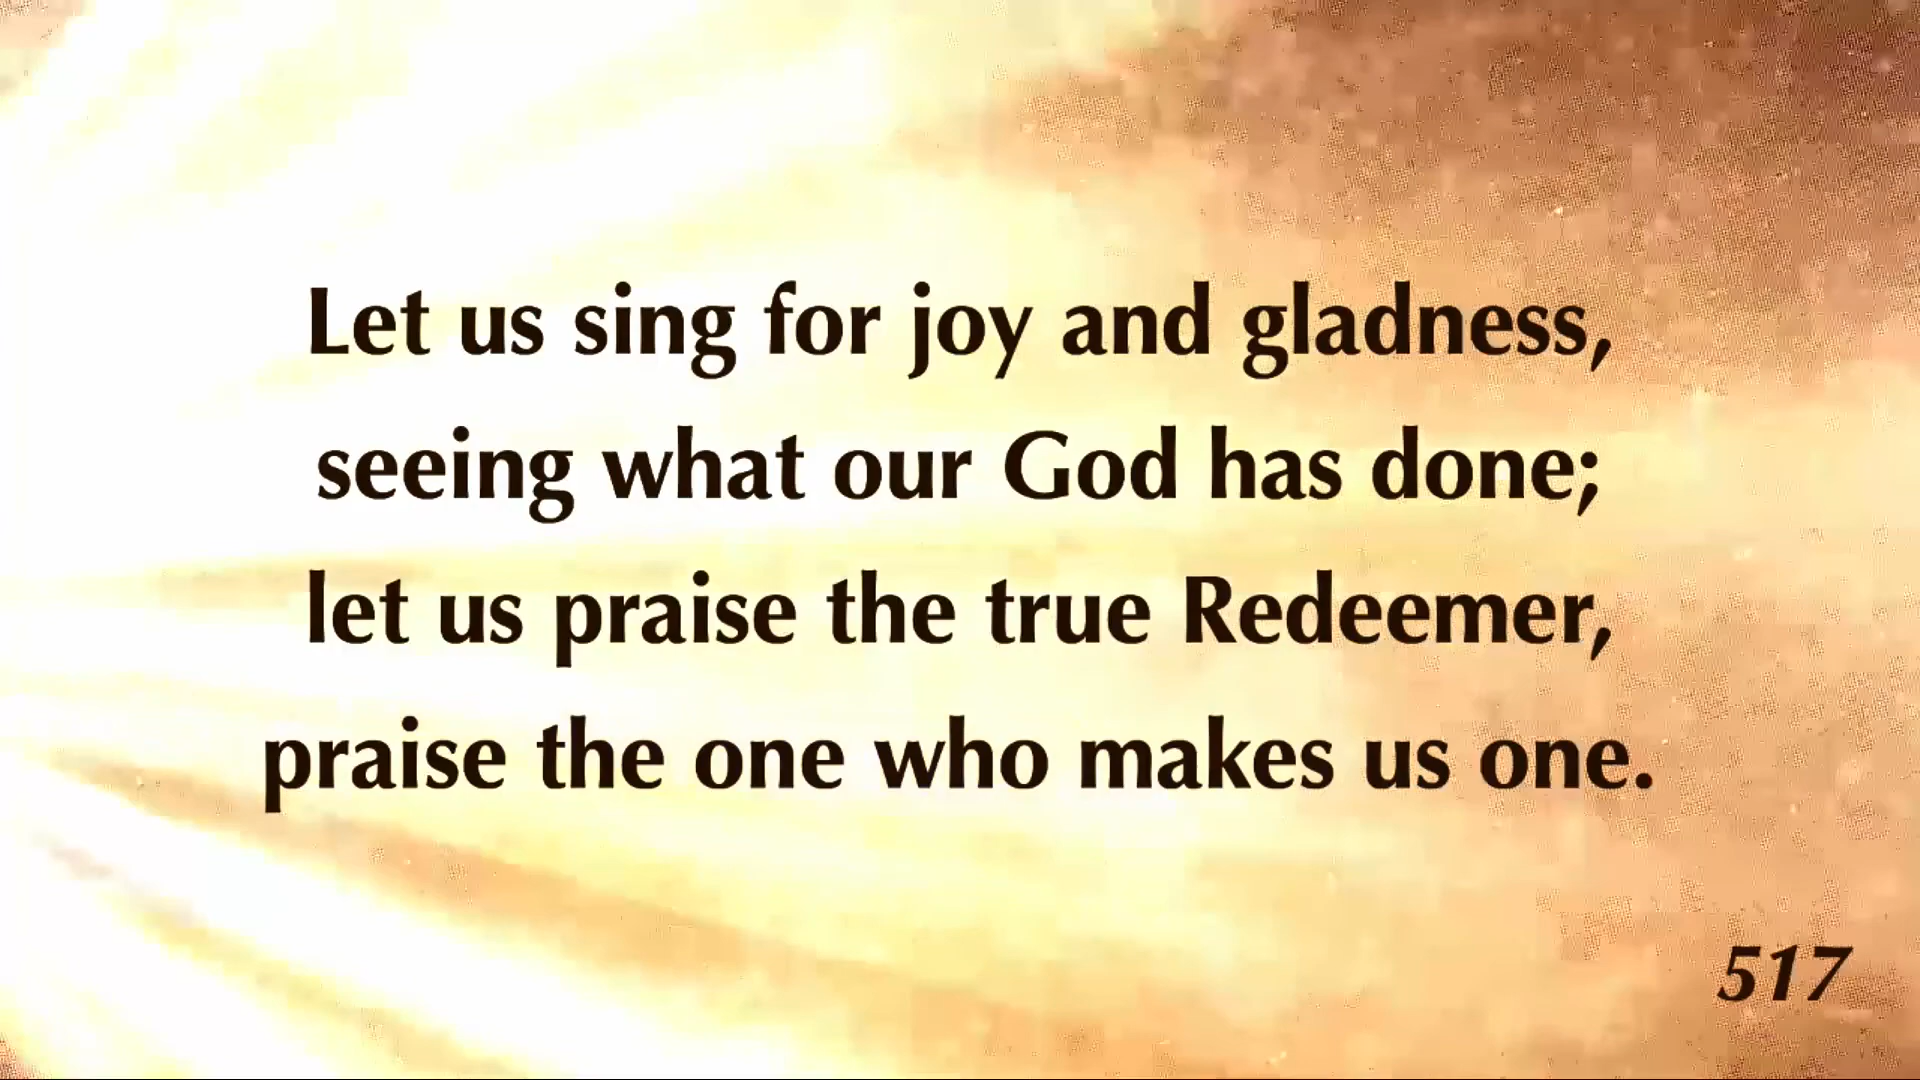 Let us sing for joy and gladness,
seeing what our God has done;
let us praise the true Redeemer,
praise the one who makes us one.
517